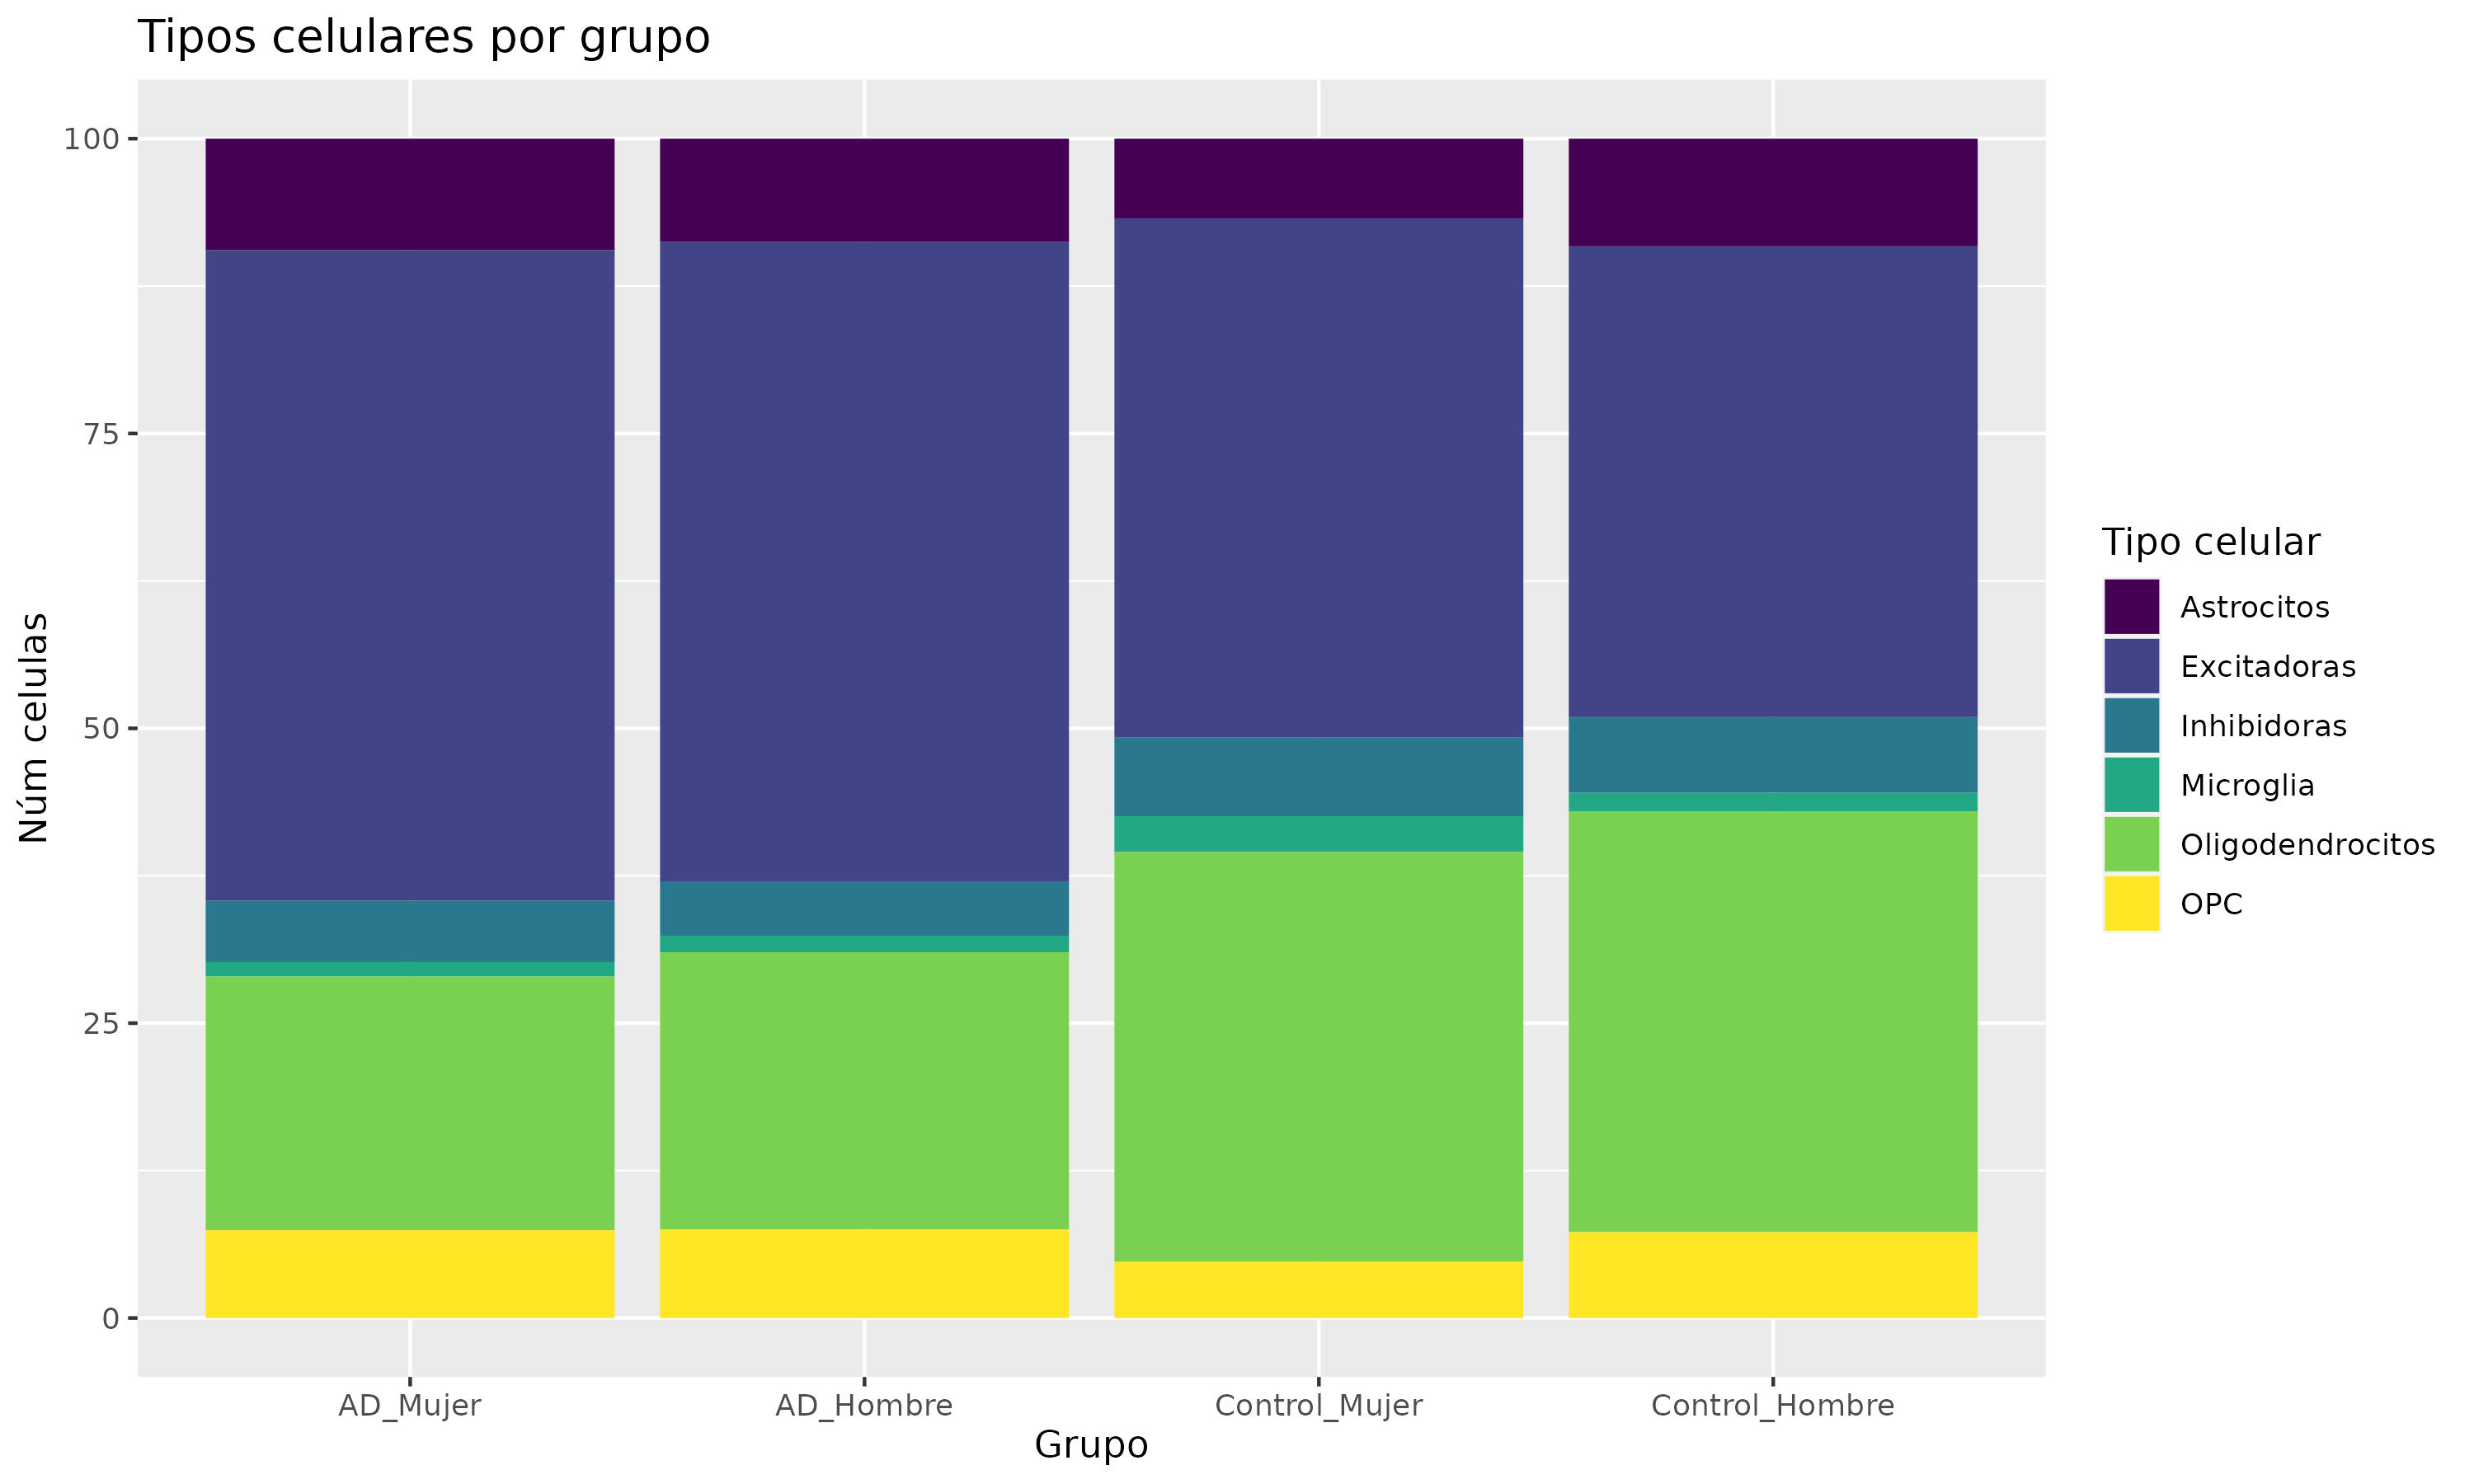 Tipos celulares por grupo
Núm celulas
100
75
50
25
0
AD_Mujer
AD_Hombre
Control_Mujer
Control_Hombre
Grupo
Tipo celular
Astrocitos
Excitadoras
Inhibidoras
Microglia
Oligodendrocitos
OPC